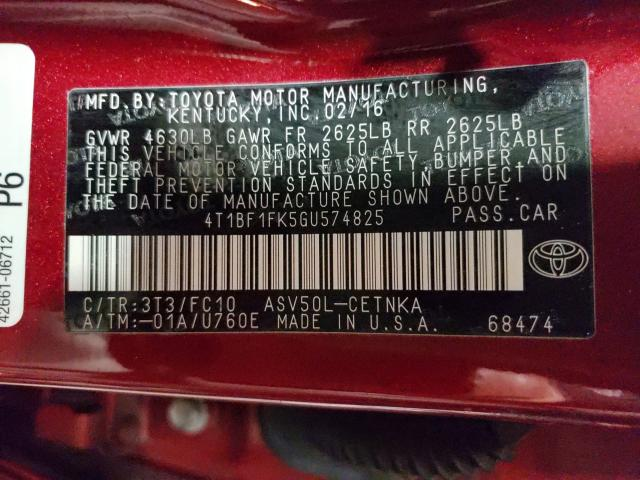 MFD.BY:TOYOTA MOTOR MANUFACTURING,
KENTUCKY,INC.02/16
GVWR 4630LB GAWR FR 2625LB RR 2625LB
THIS VEHICLE CONFORMS TO ALL APPLICABLE
FEDERAL MOTOR VEHICLE SAFETY,BUMPER,AND
THEFT PREVENTION STANDARDS IN EFFECT ON
THE DATE OF MANUFACTURE SHOWN ABOVE.
4T1BF1FK5GU574825 PASS.CAR
C/TR:3T3/FC10 ASV50L-CETNKA
A/TM:-01A/U760E MADE IN U.S.A. 68474
P6
42661-06712